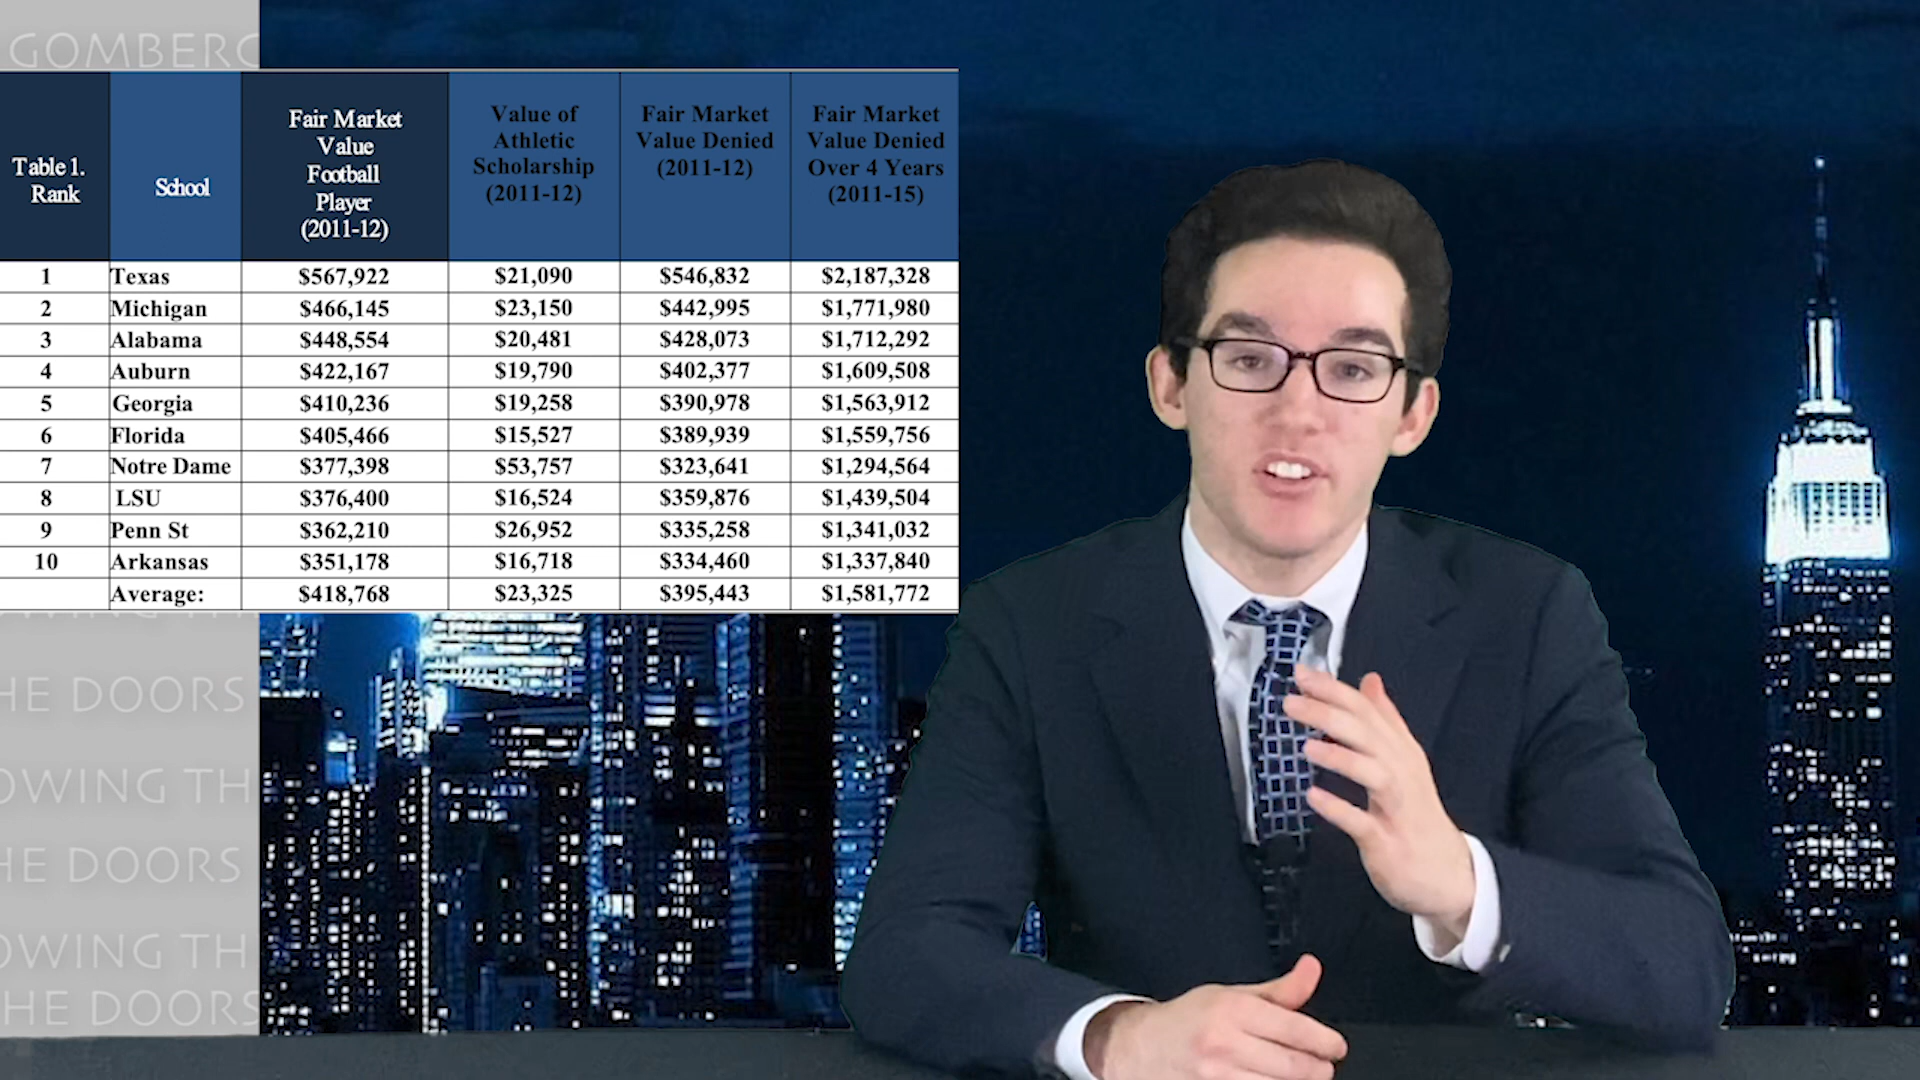 GOMBERG
Table 1. Rank School Fair Market Value Football Player (2011-12) Value of Athletic Scholarship (2011-12) Fair Market Value Denied (2011-12) Fair Market Value Denied Over 4 Years (2011-15)
1 Texas $567,922 $21,090 $546,832 $2,187,328
2 Michigan $466,145 $23,150 $442,995 $1,771,980
3 Alabama $448,554 $20,481 $428,073 $1,712,292
4 Auburn $422,167 $19,790 $402,377 $1,609,508
5 Georgia $410,236 $19,258 $390,978 $1,563,912
6 Florida $405,466 $15,527 $389,939 $1,559,756
7 Notre Dame $377,398 $53,757 $323,641 $1,294,564
8 LSU $376,400 $16,524 $359,876 $1,439,504
9 Penn St $362,210 $26,952 $335,258 $1,341,032
10 Arkansas $351,178 $16,718 $334,460 $1,337,840
Average: $418,768 $23,325 $395,443 $1,581,772
HE DOORS
OWING TH
HE DOORS
OWING TH
HE DOORS